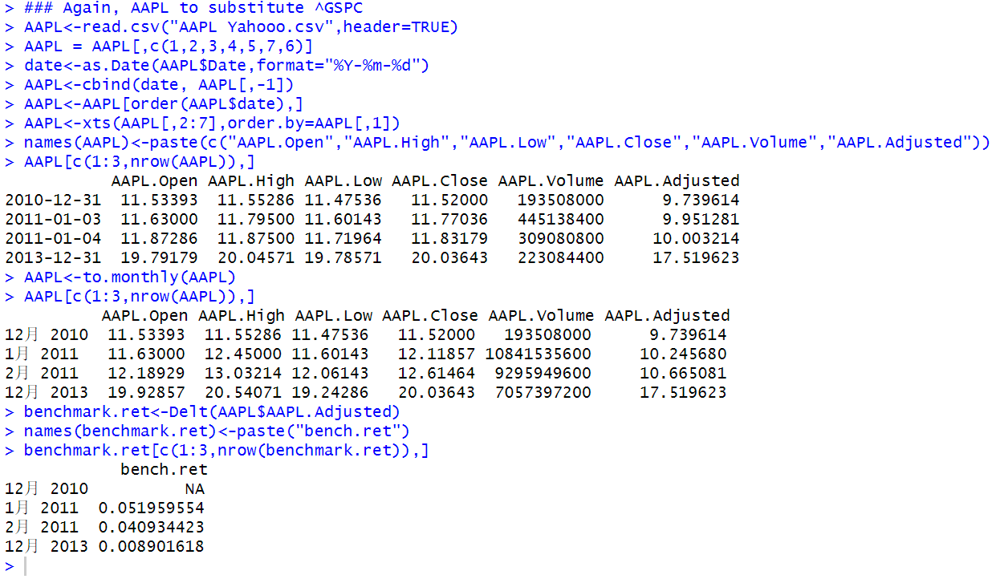 > ### Again, AAPL to substitute ^GSPC
> AAPL<-read.csv("AAPL Yahooo.csv",header=TRUE)
> AAPL = AAPL[,c(1,2,3,4,5,7,6)]
> date<-as.Date(AAPL$Date,format="%Y-%m-%d")
> AAPL<-cbind(date, AAPL[,-1])
> AAPL<-AAPL[order(AAPL$date),]
> AAPL<-xts(AAPL[,2:7],order.by=AAPL[,1])
> names(AAPL)<-paste(c("AAPL.Open","AAPL.High","AAPL.Low","AAPL.Close","AAPL.Volume","AAPL.Adjusted"))
> AAPL[c(1:3,nrow(AAPL)),]
           AAPL.Open AAPL.High AAPL.Low AAPL.Close AAPL.Volume AAPL.Adjusted
2010-12-31  11.53393  11.55286 11.47536   11.52000   193508000      9.739614
2011-01-03  11.63000  11.79500 11.60143   11.77036   445138400      9.951281
2011-01-04  11.87286  11.87500 11.71964   11.83179   309080800     10.003214
2013-12-31  19.79179  20.04571 19.78571   20.03643   223084400     17.519623
> AAPL<-to.monthly(AAPL)
> AAPL[c(1:3,nrow(AAPL)),]
          AAPL.Open AAPL.High AAPL.Low AAPL.Close AAPL.Volume AAPL.Adjusted
12月 2010  11.53393  11.55286 11.47536   11.52000   193508000      9.739614
1月 2011   11.63000  12.45000 11.60143   12.11857 10841535600     10.245680
2月 2011   12.18929  13.03214 12.06143   12.61464  9295949600     10.665081
12月 2013  19.92857  20.54071 19.24286   20.03643  7057397200     17.519623
> benchmark.ret<-Delt(AAPL$AAPL.Adjusted)
> names(benchmark.ret)<-paste("bench.ret")
> benchmark.ret[c(1:3,nrow(benchmark.ret)),]
            bench.ret
12月 2010          NA
1月 2011  0.051959554
2月 2011  0.040934423
12月 2013 0.008901618
>